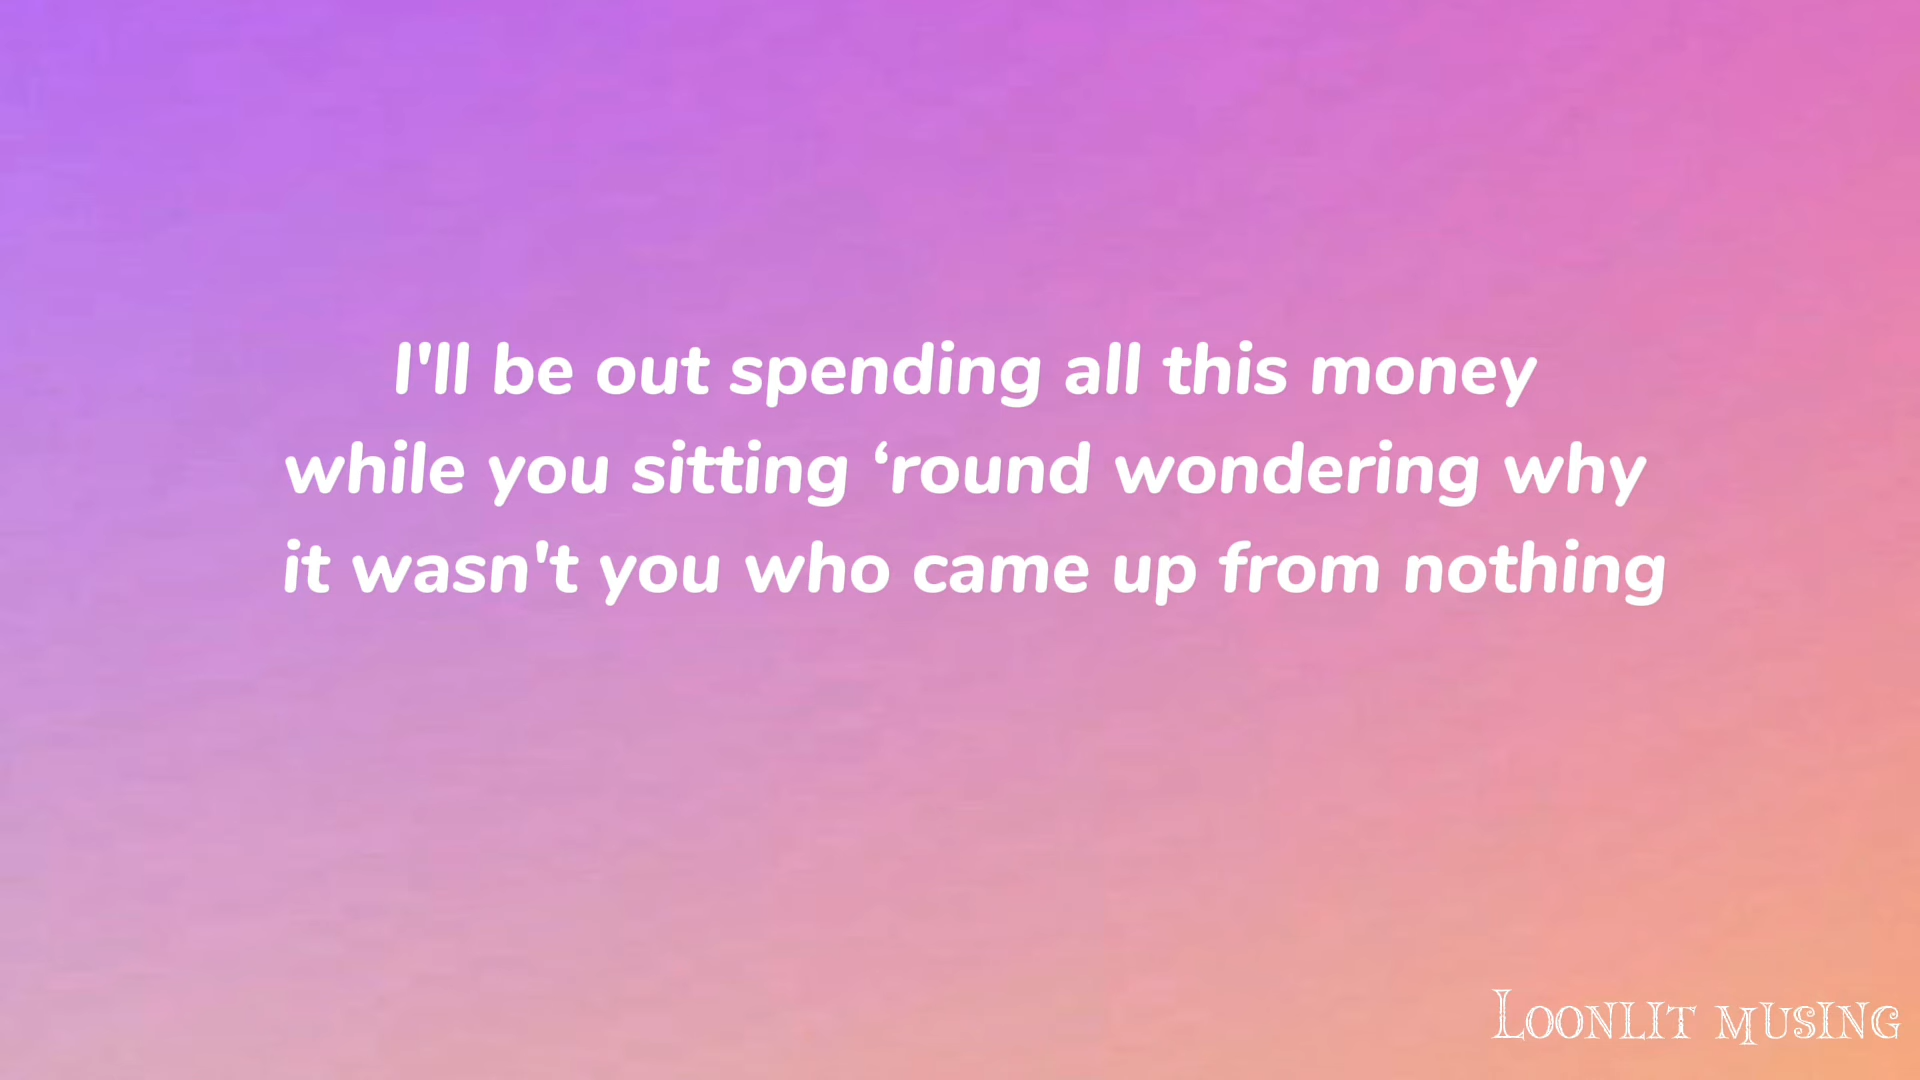 I'll be out spending all this money
while you sitting ‘round wondering why
it wasn't you who came up from nothing
Loonlit musing